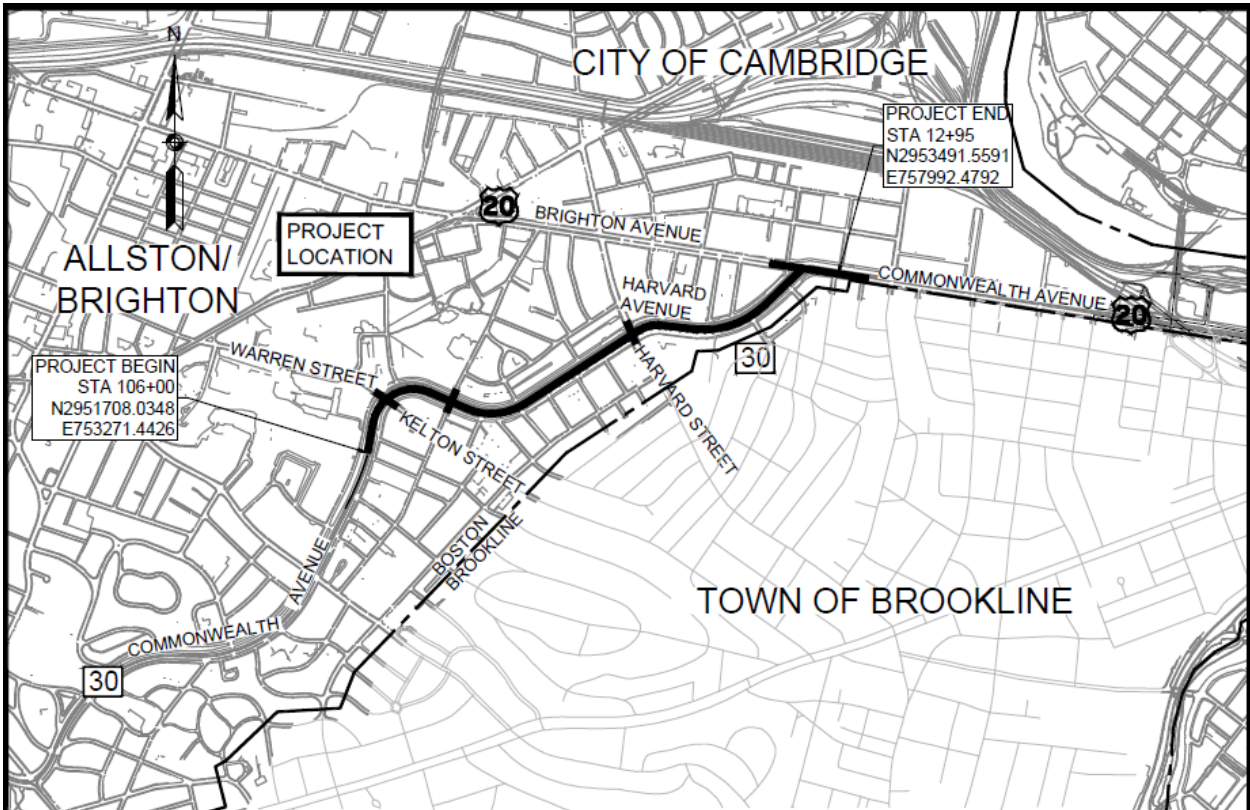 N
CITY OF CAMBRIDGE
PROJECT END
STA 12+95
N2953491.5591
E757992.4792
20
BRIGHTON AVENUE
PROJECT
LOCATION
ALLSTON/
BRIGHTON
COMMONWEALTH AVENUE
20
HARVARD
AVENUE
WARREN STREET
30
PROJECT BEGIN
STA 106+00
N2951708.0348
E753271.4426
HARVARD STREET
KELTON STREET
BOSTON
BROOKLINE
AVENUE
TOWN OF BROOKLINE
COMMONWEALTH
30